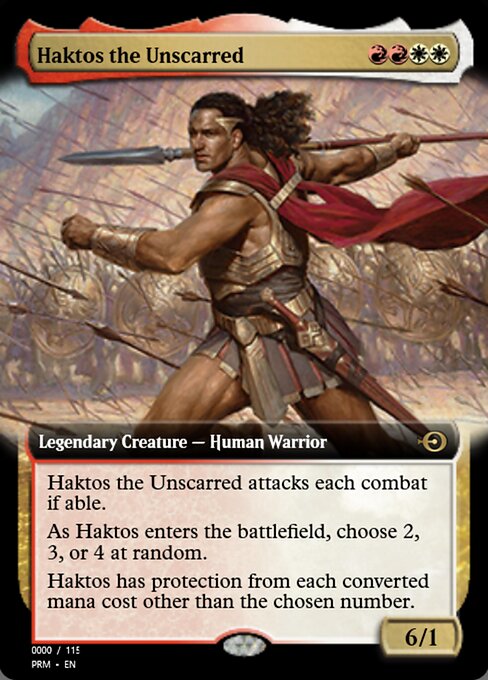 Haktos the Unscarred
Legendary Creature — Human Warrior
Haktos the Unscarred attacks each combat
if able.
As Haktos enters the battlefield, choose 2,
3, or 4 at random.
Haktos has protection from each converted
mana cost other than the chosen number.
6/1
0000 / 115
PRM • EN